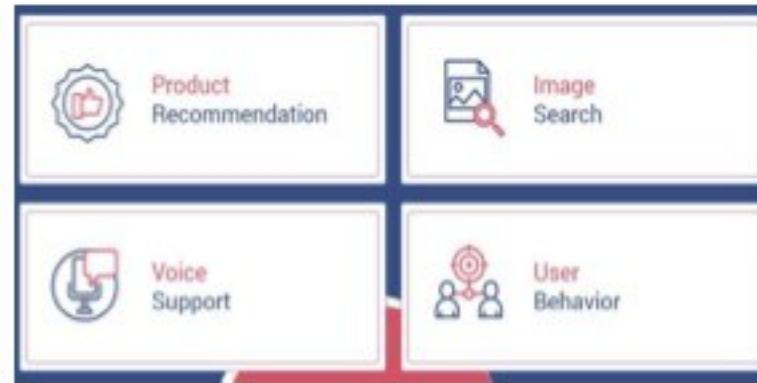 Product
Recommendation
Image
Search
Voice
Support
User
Behavior